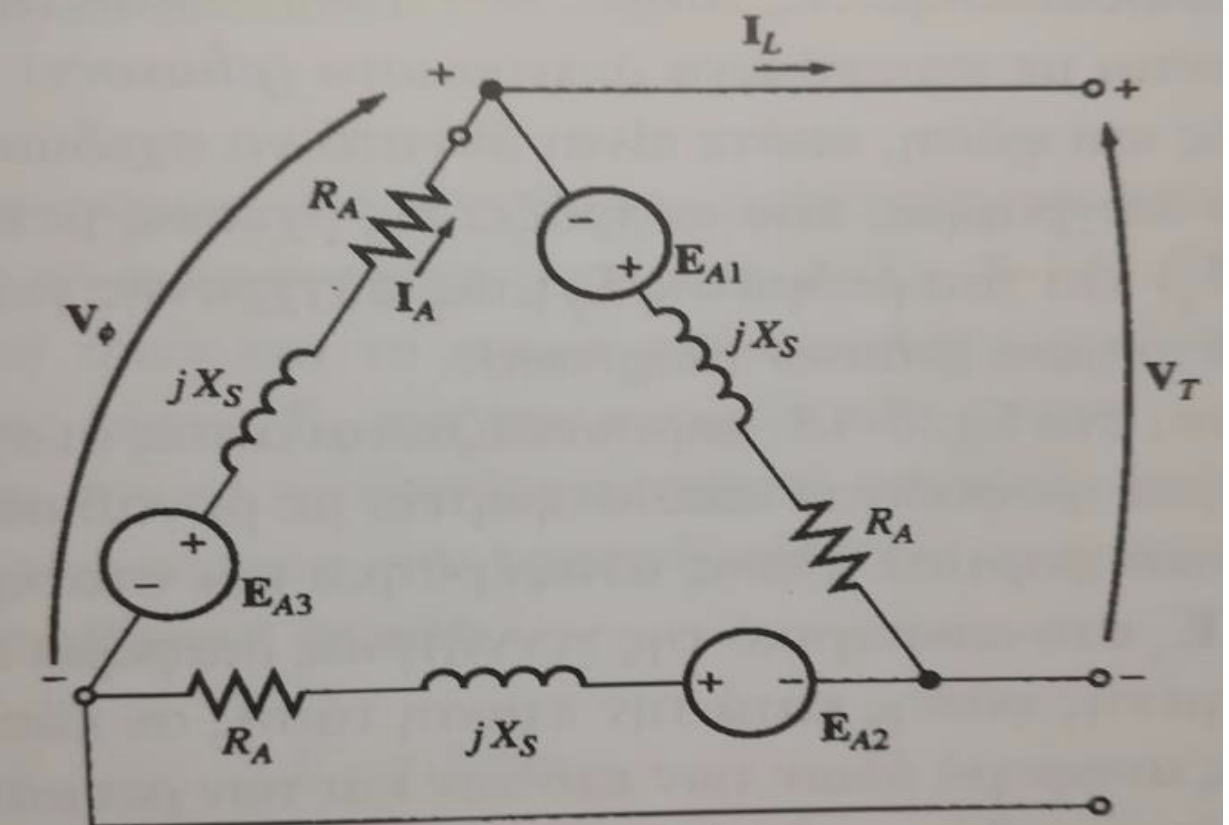 I_L
+
+
R_A
−
E_A1
+
I_A
V_φ
jX_S
jX_S
V_T
R_A
+
−
E_A3
−
+
−
−
R_A
jX_S
E_A2